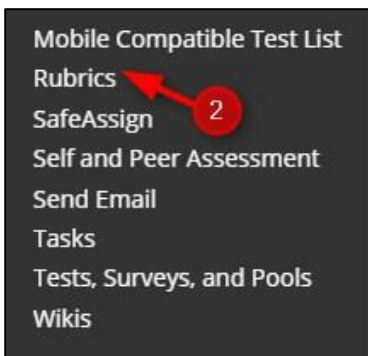 Mobile Compatible Test List
Rubrics
2
SafeAssign
Self and Peer Assessment
Send Email
Tasks
Tests, Surveys, and Pools
Wikis